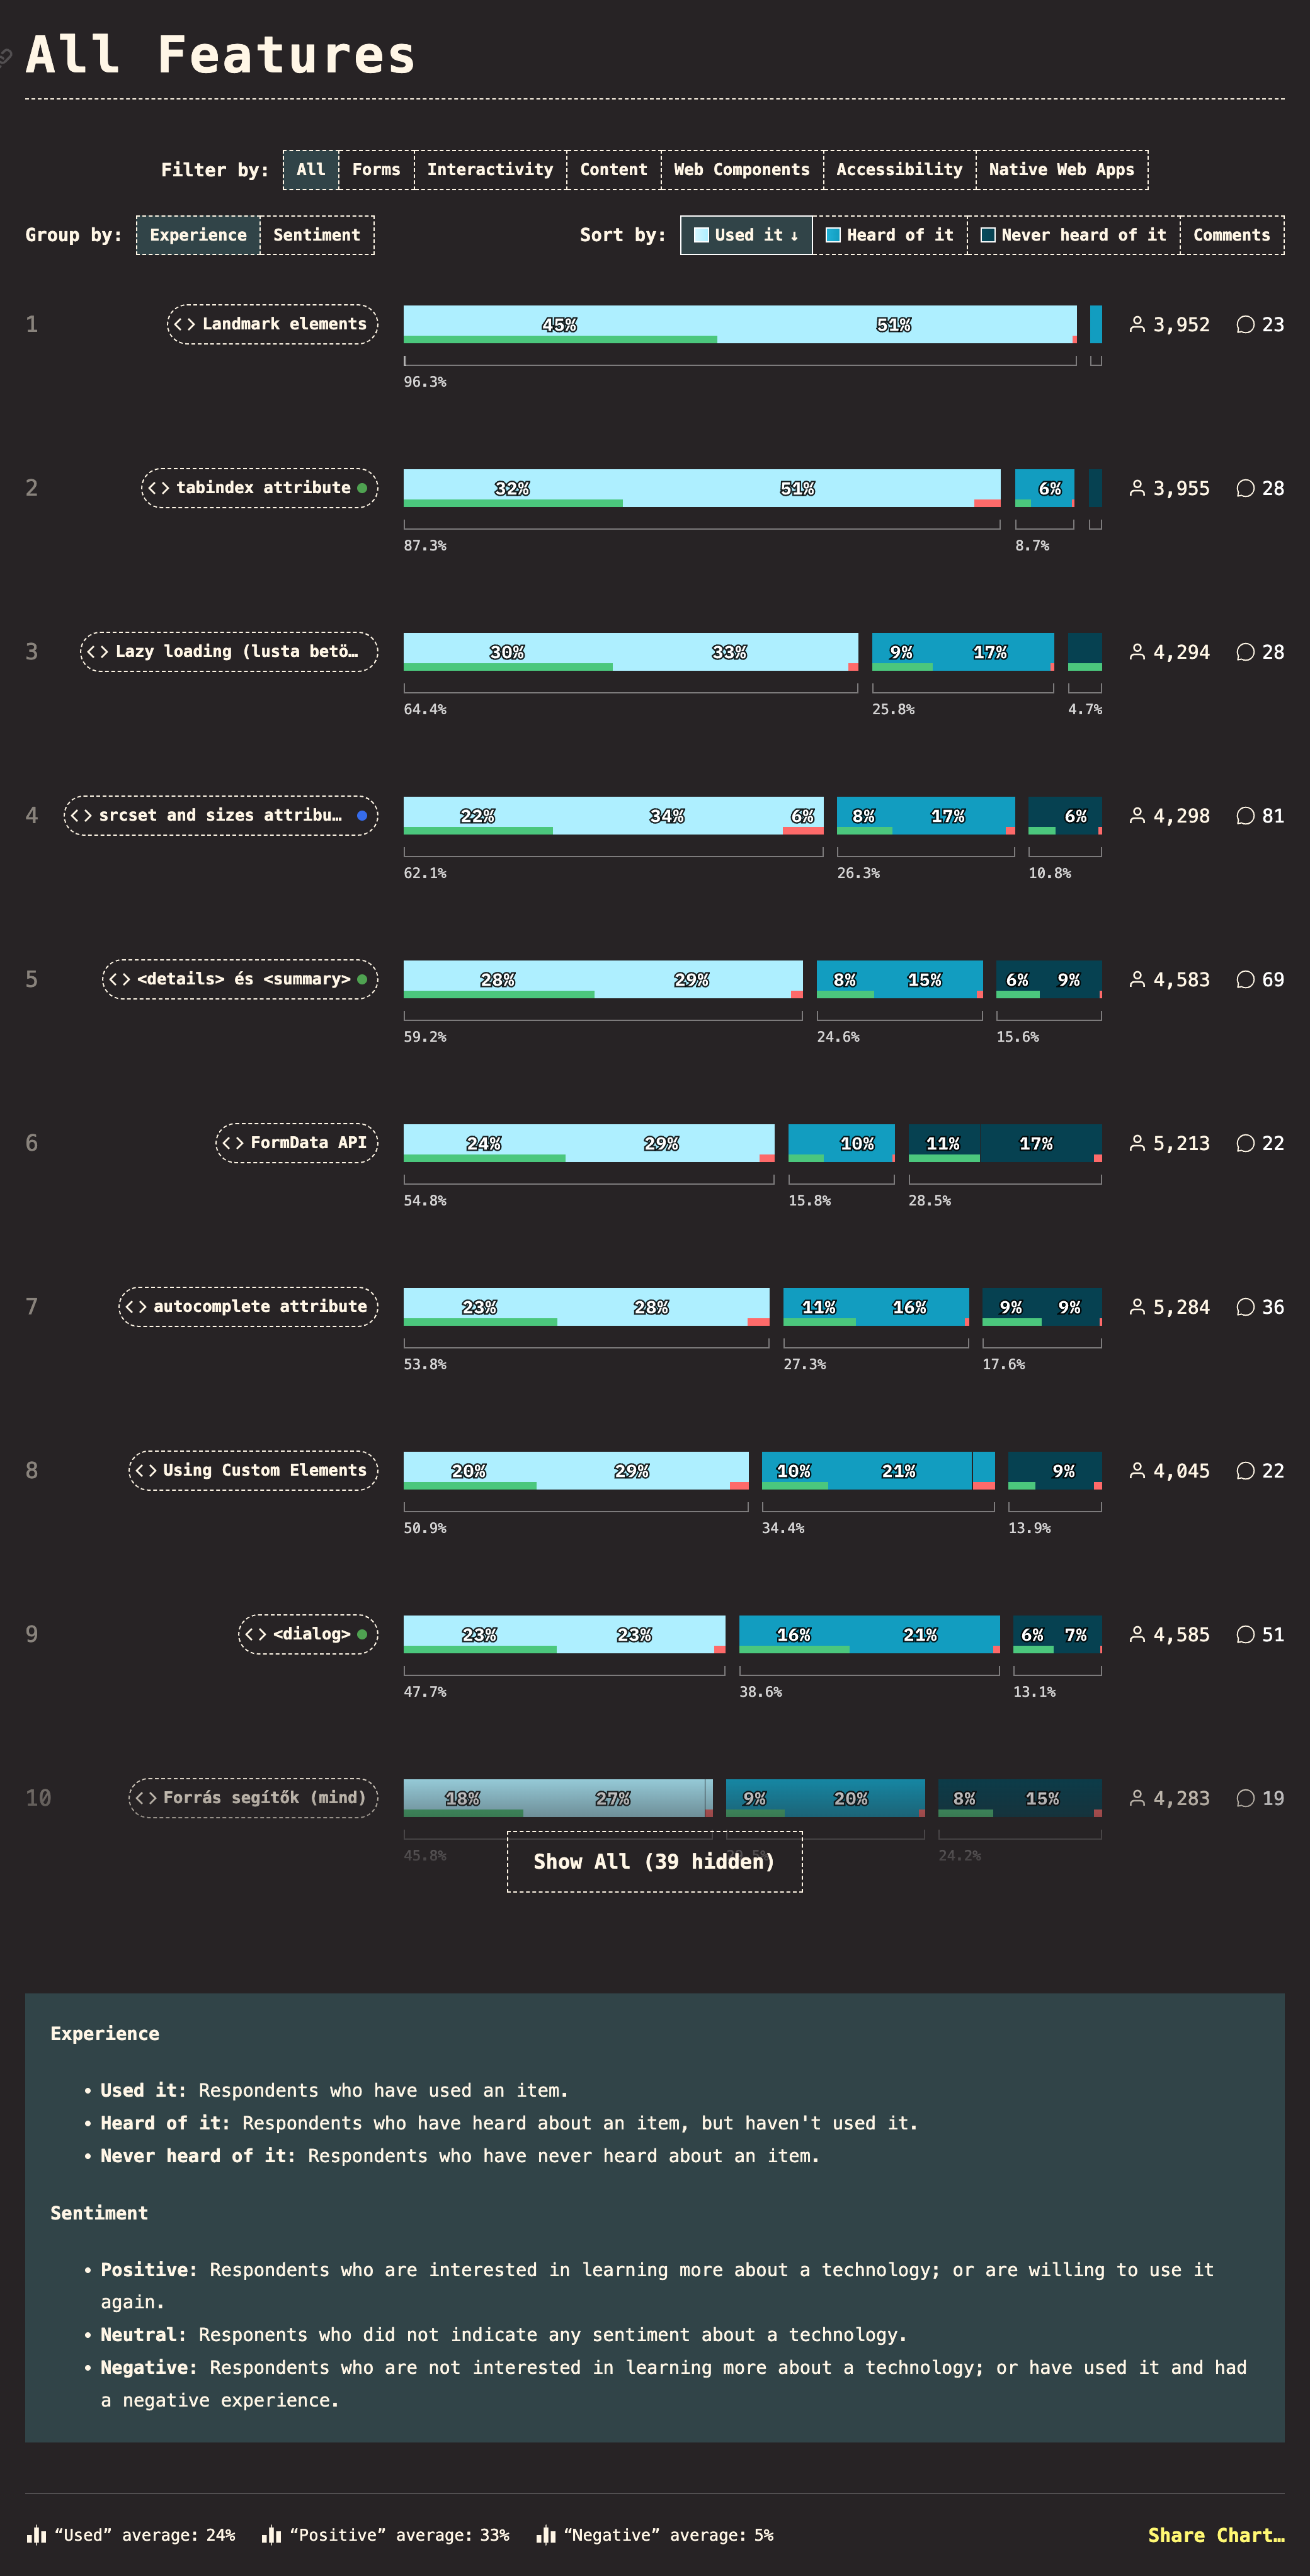 All Features
Filter by: All Forms Interactivity Content Web Components Accessibility Native Web Apps
Group by: Experience Sentiment Sort by: Used it ↓ Heard of it Never heard of it Comments
1 <> Landmark elements 45% 51% 3,952 23
96.3%
2 <> tabindex attribute 32% 51% 6% 3,955 28
87.3% 8.7%
3 <> Lazy loading (lusta betö… 30% 33% 9% 17% 4,294 28
64.4% 25.8% 4.7%
4 <> srcset and sizes attribu… 22% 34% 6% 8% 17% 6% 4,298 81
62.1% 26.3% 10.8%
5 <> <details> és <summary> 28% 29% 8% 15% 6% 9% 4,583 69
59.2% 24.6% 15.6%
6 <> FormData API 24% 29% 10% 11% 17% 5,213 22
54.8% 15.8% 28.5%
7 <> autocomplete attribute 23% 28% 11% 16% 9% 9% 5,284 36
53.8% 27.3% 17.6%
8 <> Using Custom Elements 20% 29% 10% 21% 9% 4,045 22
50.9% 34.4% 13.9%
9 <> <dialog> 23% 23% 16% 21% 6% 7% 4,585 51
47.7% 38.6% 13.1%
10 <> Forrás segítők (mind) 18% 27% 9% 20% 8% 15% 4,283 19
45.8% 24.2%
Show All (39 hidden)
Experience
• Used it: Respondents who have used an item.
• Heard of it: Respondents who have heard about an item, but haven't used it.
• Never heard of it: Respondents who have never heard about an item.
Sentiment
• Positive: Respondents who are interested in learning more about a technology; or are willing to use it
again.
• Neutral: Responents who did not indicate any sentiment about a technology.
• Negative: Respondents who are not interested in learning more about a technology; or have used it and had
a negative experience.
“Used” average: 24% “Positive” average: 33% “Negative” average: 5% Share Chart…